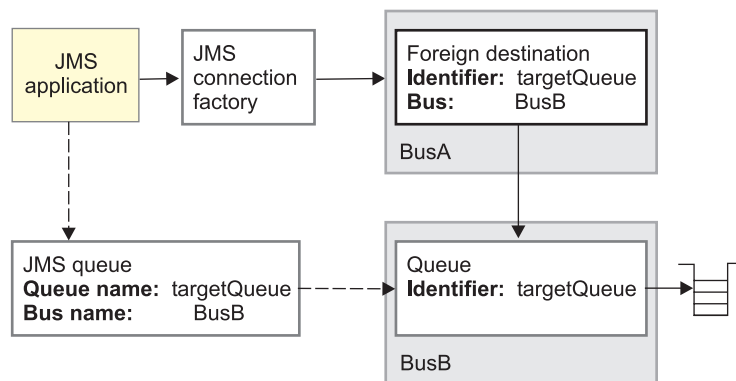 JMS
application
JMS
connection
factory
Foreign destination
Identifier: targetQueue
Bus: BusB
BusA
JMS queue
Queue name: targetQueue
Bus name: BusB
Queue
Identifier: targetQueue
BusB